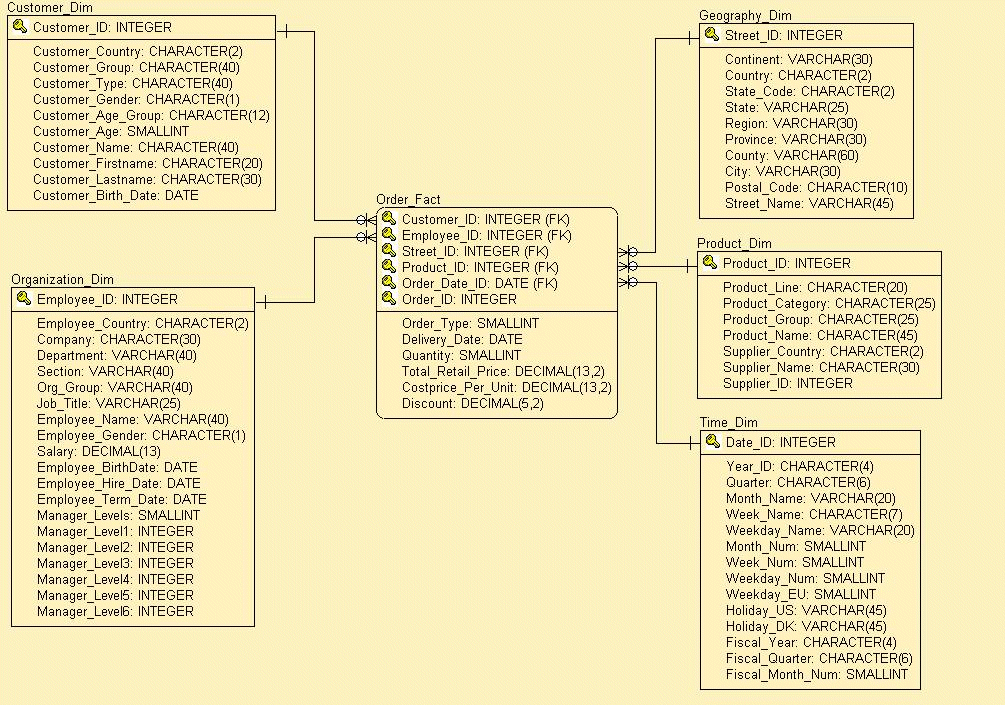 Customer_Dim
Customer_ID: INTEGER
Customer_Country: CHARACTER(2)
Customer_Group: CHARACTER(40)
Customer_Type: CHARACTER(40)
Customer_Gender: CHARACTER(1)
Customer_Age_Group: CHARACTER(12)
Customer_Age: SMALLINT
Customer_Name: CHARACTER(40)
Customer_Firstname: CHARACTER(20)
Customer_Lastname: CHARACTER(30)
Customer_Birth_Date: DATE
Organization_Dim
Employee_ID: INTEGER
Employee_Country: CHARACTER(2)
Company: CHARACTER(30)
Department: VARCHAR(40)
Section: VARCHAR(40)
Org_Group: VARCHAR(40)
Job_Title: VARCHAR(25)
Employee_Name: VARCHAR(40)
Employee_Gender: CHARACTER(1)
Salary: DECIMAL(13)
Employee_BirthDate: DATE
Employee_Hire_Date: DATE
Employee_Term_Date: DATE
Manager_Levels: SMALLINT
Manager_Level1: INTEGER
Manager_Level2: INTEGER
Manager_Level3: INTEGER
Manager_Level4: INTEGER
Manager_Level5: INTEGER
Manager_Level6: INTEGER
Order_Fact
Customer_ID: INTEGER (FK)
Employee_ID: INTEGER (FK)
Street_ID: INTEGER (FK)
Product_ID: INTEGER (FK)
Order_Date_ID: DATE (FK)
Order_ID: INTEGER
Order_Type: SMALLINT
Delivery_Date: DATE
Quantity: SMALLINT
Total_Retail_Price: DECIMAL(13,2)
Costprice_Per_Unit: DECIMAL(13,2)
Discount: DECIMAL(5,2)
Geography_Dim
Street_ID: INTEGER
Continent: VARCHAR(30)
Country: CHARACTER(2)
State_Code: CHARACTER(2)
State: VARCHAR(25)
Region: VARCHAR(30)
Province: VARCHAR(30)
County: VARCHAR(60)
City: VARCHAR(30)
Postal_Code: CHARACTER(10)
Street_Name: VARCHAR(45)
Product_Dim
Product_ID: INTEGER
Product_Line: CHARACTER(20)
Product_Category: CHARACTER(25)
Product_Group: CHARACTER(25)
Product_Name: CHARACTER(45)
Supplier_Country: CHARACTER(2)
Supplier_Name: CHARACTER(30)
Supplier_ID: INTEGER
Time_Dim
Date_ID: INTEGER
Year_ID: CHARACTER(4)
Quarter: CHARACTER(6)
Month_Name: VARCHAR(20)
Week_Name: CHARACTER(7)
Weekday_Name: VARCHAR(20)
Month_Num: SMALLINT
Week_Num: SMALLINT
Weekday_Num: SMALLINT
Weekday_EU: SMALLINT
Holiday_US: VARCHAR(45)
Holiday_DK: VARCHAR(45)
Fiscal_Year: CHARACTER(4)
Fiscal_Quarter: CHARACTER(6)
Fiscal_Month_Num: SMALLINT